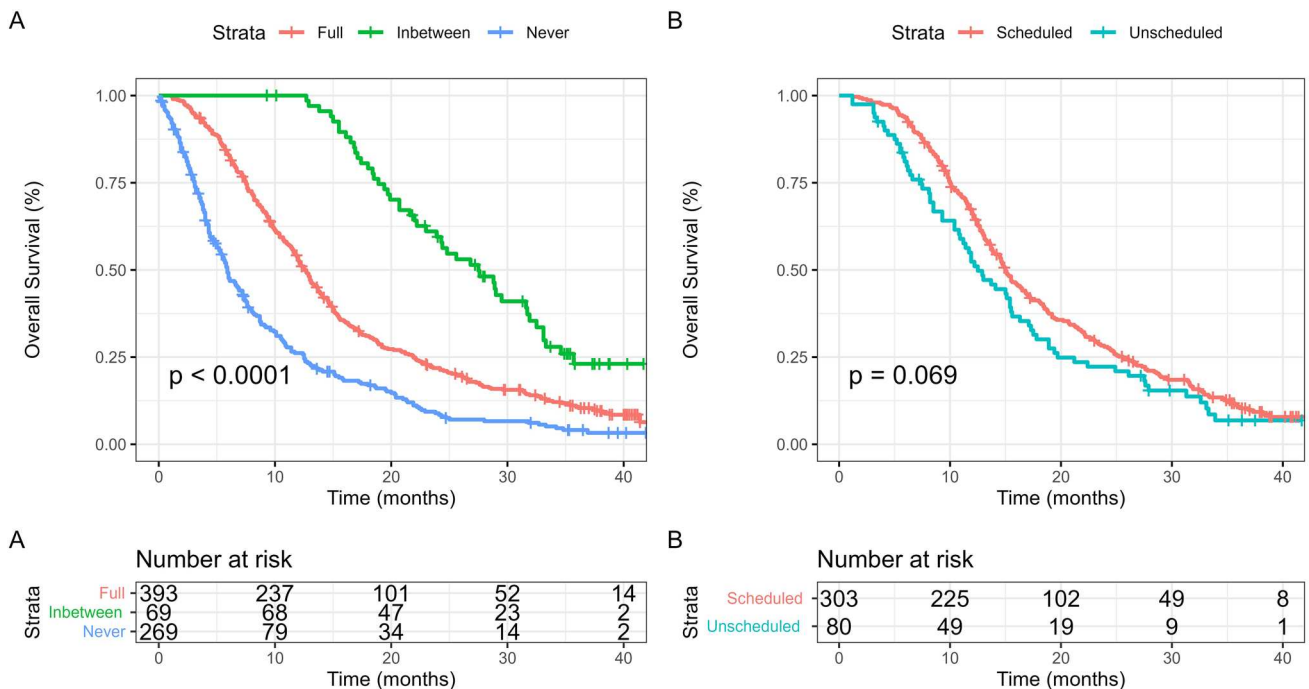 A
Strata Full Inbetween Never
Overall Survival (%)
1.00
0.75
0.50
0.25
0.00
p < 0.0001
0 10 20 30 40
Time (months)
B
Strata Scheduled Unscheduled
Overall Survival (%)
1.00
0.75
0.50
0.25
0.00
p = 0.069
0 10 20 30 40
Time (months)
A
Number at risk
Strata
Full 393 237 101 52 14
Inbetween 69 68 47 23 2
Never 269 79 34 14 2
0 10 20 30 40
Time (months)
B
Number at risk
Strata
Scheduled 303 225 102 49 8
Unscheduled 80 49 19 9 1
0 10 20 30 40
Time (months)